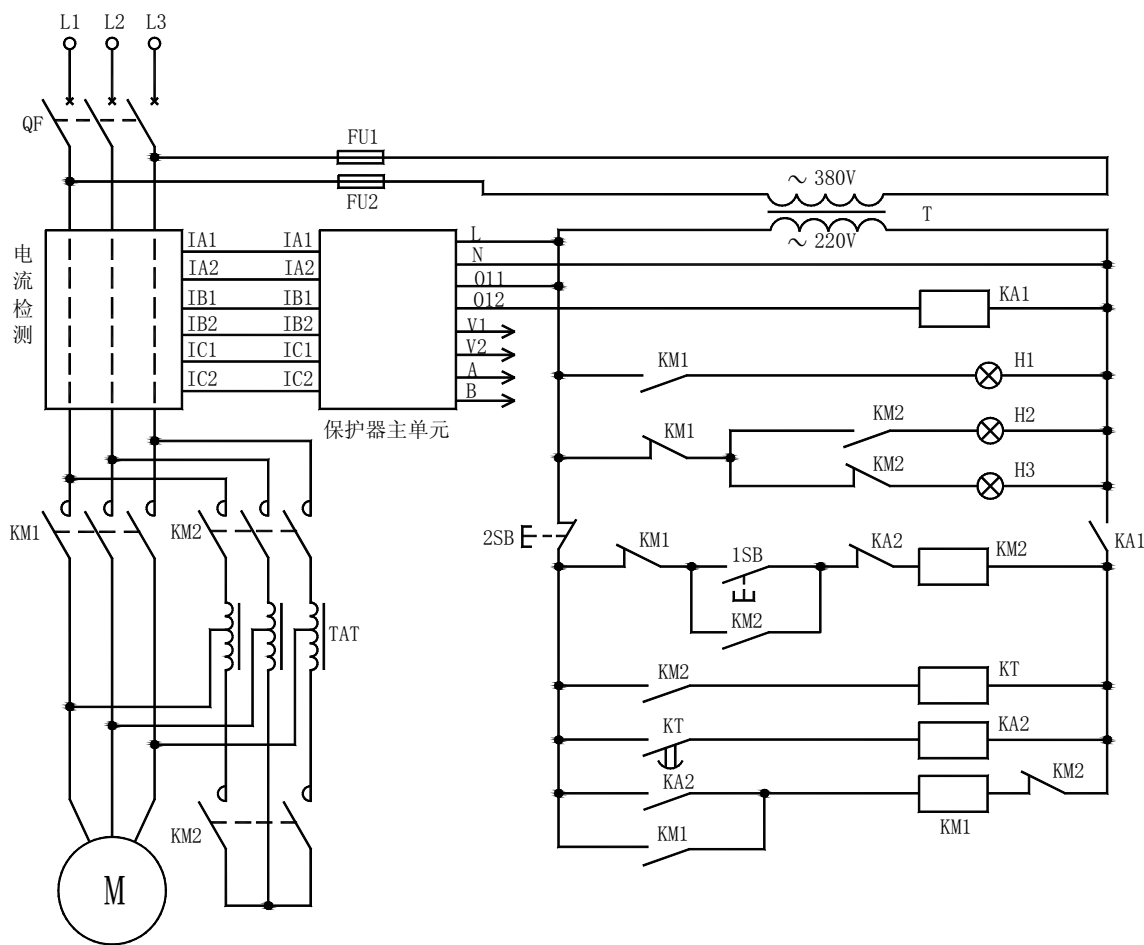 L1 L2 L3
QF
FU1
FU2
～380V
T
～220V
电流检测
IA1 IA1
IA2 IA2
IB1 IB1
IB2 IB2
IC1 IC1
IC2 IC2
L
N
O11
O12
V1
V2
A
B
保护器主单元
KA1
KM1 H1
KM1 KM2 H2
KM2 H3
KM1 KM2
2SB KM1 1SB KA2 KM2 KA1
KM2
TAT
KM2 KT
KT KA2
KA2 KM2
KM1
KM2 KM1
M